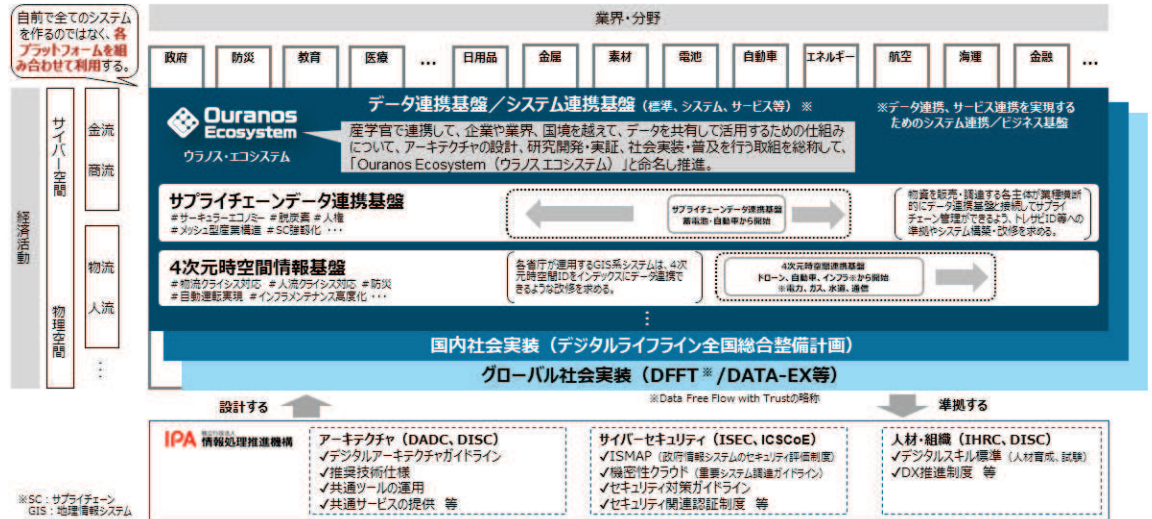 自前で全てのシステム
を作るのではなく、各
プラットフォームを組
み合わせて利用する。
業界・分野
政府
防災
教育
医療
…
日用品
金属
素材
電池
自動車
エネルギー
航空
海運
金融
…
経済活動
サイバー空間
物理空間
金流
商流
物流
人流
⋮
Ouranos
Ecosystem
ウラノス・エコシステム
データ連携基盤／システム連携基盤（標準、システム、サービス等）※
※データ連携、サービス連携を実現する
ためのシステム連携／ビジネス基盤
産学官で連携して、企業や業界、国境を越えて、データを共有して活用するための仕組み
について、アーキテクチャの設計、研究開発・実証、社会実装・普及を行う取組を総称して、
「Ouranos Ecosystem（ウラノス エコシステム）」と命名し推進。
サプライチェーンデータ連携基盤
#サーキュラーエコノミー #脱炭素 #人権
#メッシュ型産業構造 #SC強靱化 ･･･
サプライチェーンデータ連携基盤
蓄電池・自動車から開始
物資を販売・調達する各主体が業種横断
的にデータ連携基盤と接続してサプライ
チェーン管理ができるよう、トレサビID等への
準拠やシステム構築・改修を求める。
4次元時空間情報基盤
#物流クライシス対応 #人流クライシス対応 #防災
#自動運転実現 #インフラメンテナンス高度化 ･･･
各省庁が運用するGIS系システムは、4次
元時空間IDをインデックスにデータ連携で
きるような改修を求める。
4次元時空間連携基盤
ドローン、自動車、インフラ※から開始
※電力、ガス、水道、通信
⋮
国内社会実装（デジタルライフライン全国総合整備計画）
グローバル社会実装（DFFT※/DATA-EX等）
※Data Free Flow with Trustの略称
設計する
準拠する
IPA 独立行政法人 情報処理推進機構
アーキテクチャ（DADC、DISC）
✓デジタルアーキテクチャガイドライン
✓推奨技術仕様
✓共通ツールの運用
✓共通サービスの提供 等
サイバーセキュリティ（ISEC、ICSCoE）
✓ISMAP（政府情報システムのセキュリティ評価制度）
✓機密性クラウド（重要システム調達ガイドライン）
✓セキュリティ対策ガイドライン
✓セキュリティ関連認証制度 等
人材・組織（IHRC、DISC）
✓デジタルスキル標準（人材育成、試験）
✓DX推進制度 等
※SC：サプライチェーン
GIS：地理情報システム